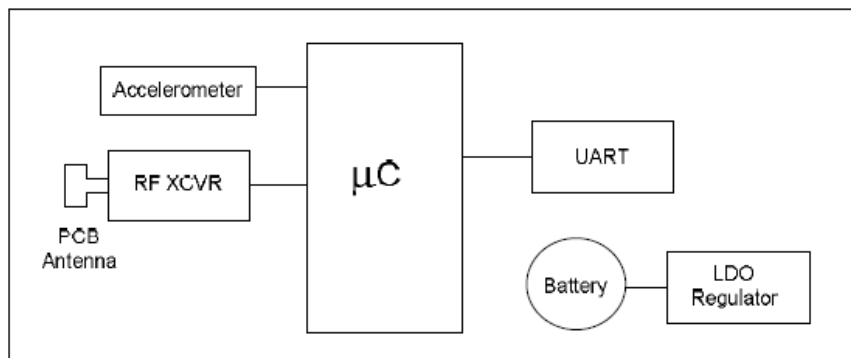 Accelerometer
RF XCVR
PCB
Antenna
μC
UART
Battery
LDO
Regulator